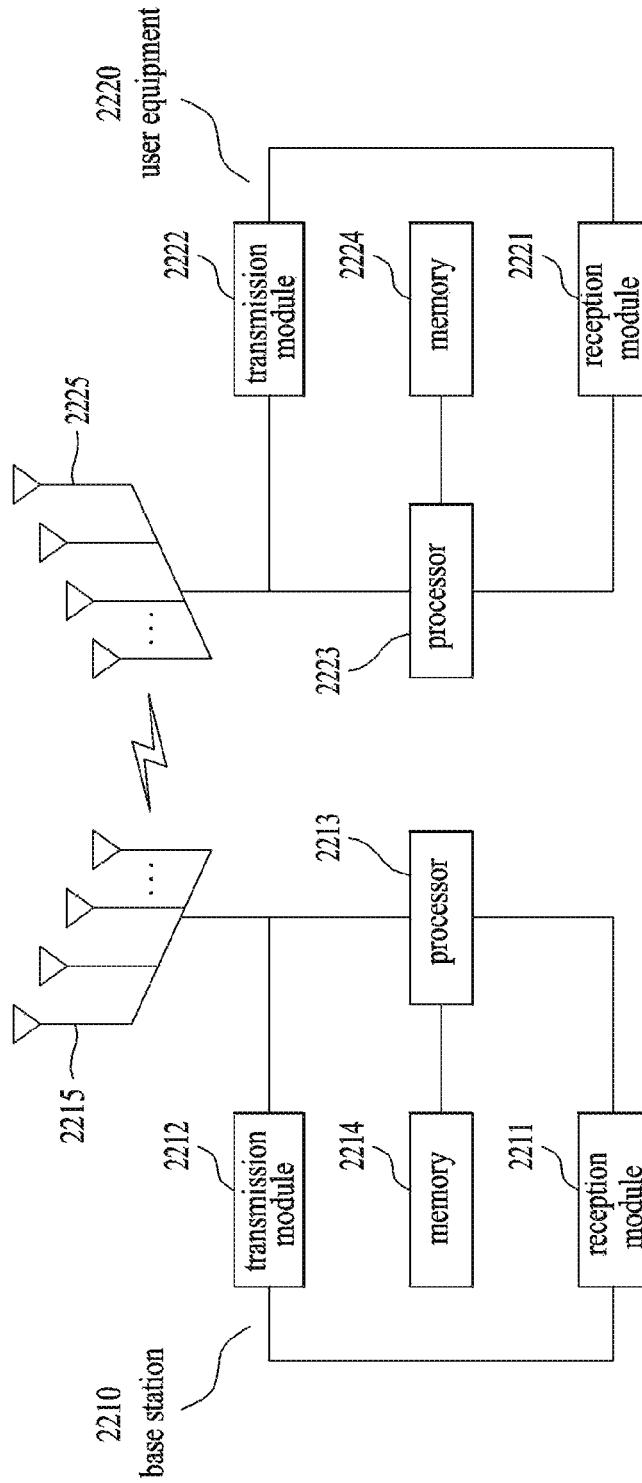 2210
base station
2215
2212
transmission
module
2214
memory
2211
reception
module
2213
processor
...
2220
user equipment
2225
2222
transmission
module
2224
memory
2221
reception
module
2223
processor
...